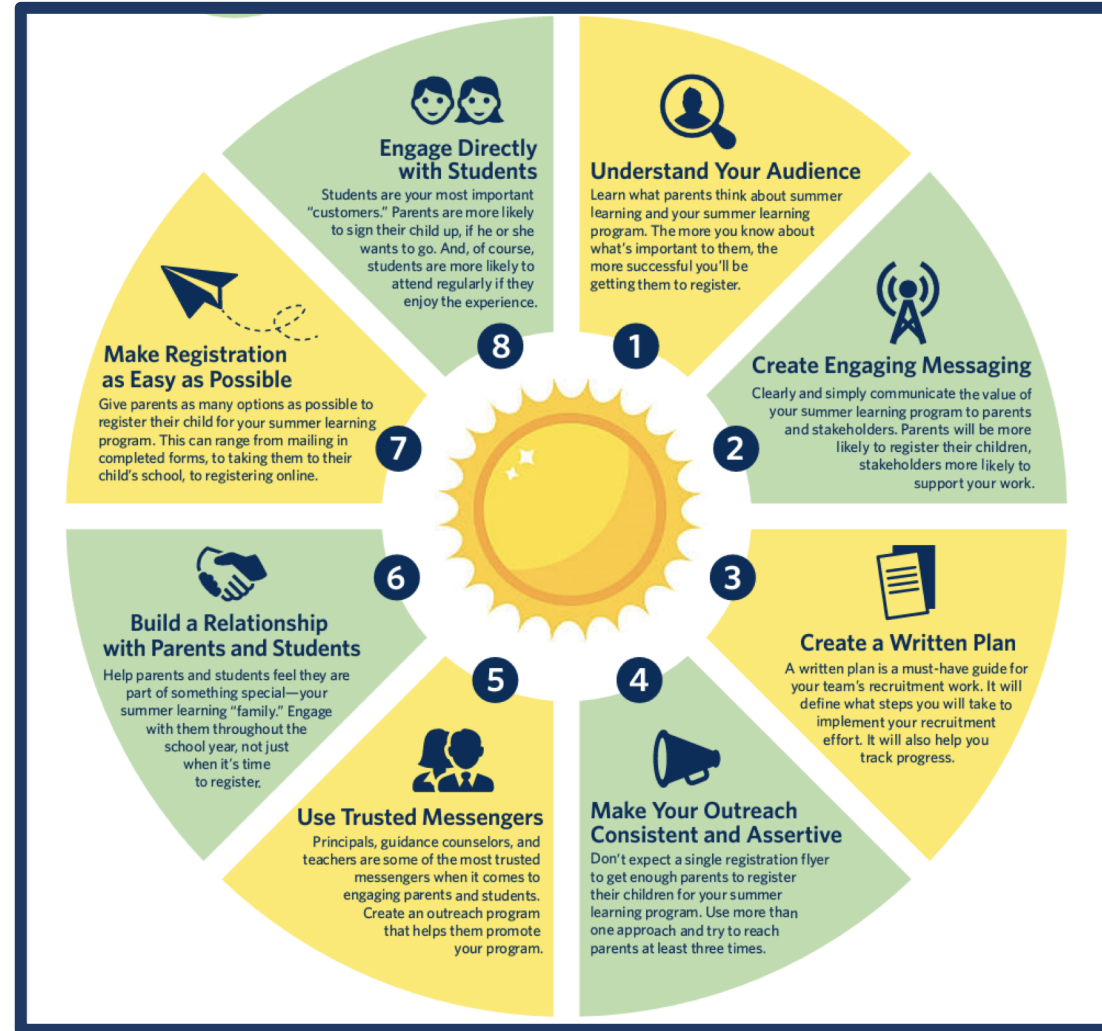 1
Understand Your Audience
Learn what parents think about summer
learning and your summer learning
program. The more you know about
what's important to them, the
more successful you'll be
getting them to register.
2
Create Engaging Messaging
Clearly and simply communicate the value of
your summer learning program to parents
and stakeholders. Parents will be more
likely to register their children,
stakeholders more likely to
support your work.
3
Create a Written Plan
A written plan is a must-have guide for
your team's recruitment work. It will
define what steps you will take to
implement your recruitment
effort. It will also help you
track progress.
4
Make Your Outreach
Consistent and Assertive
Don't expect a single registration flyer
to get enough parents to register
their children for your summer
learning program. Use more than
one approach and try to reach
parents at least three times.
5
Use Trusted Messengers
Principals, guidance counselors, and
teachers are some of the most trusted
messengers when it comes to
engaging parents and students.
Create an outreach program
that helps them promote
your program.
6
Build a Relationship
with Parents and Students
Help parents and students feel they are
part of something special—your
summer learning "family." Engage
with them throughout the
school year, not just
when it's time
to register.
7
Make Registration
as Easy as Possible
Give parents as many options as possible to
register their child for your summer learning
program. This can range from mailing in
completed forms, to taking them to their
child's school, to registering online.
8
Engage Directly
with Students
Students are your most important
"customers." Parents are more likely
to sign their child up, if he or she
wants to go. And, of course,
students are more likely to
attend regularly if they
enjoy the experience.